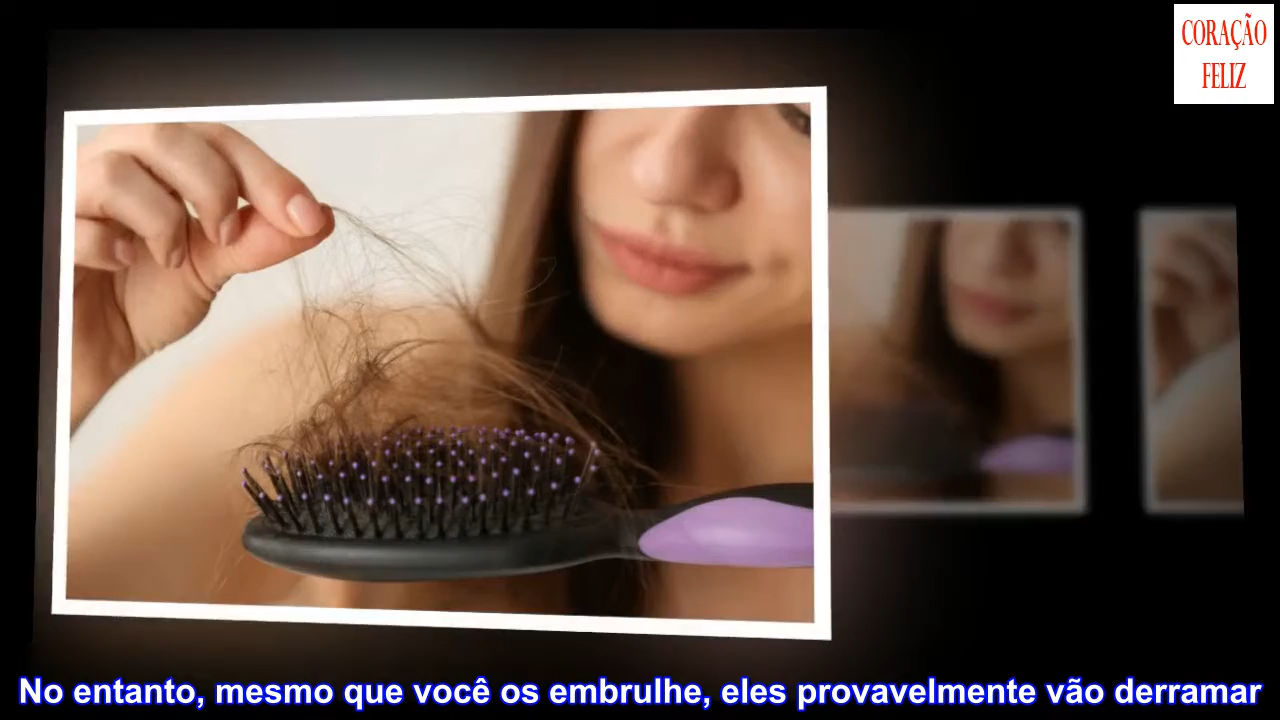 CORAÇÃO
FELIZ
No entanto, mesmo que você os embrulhe, eles provavelmente vão derramar